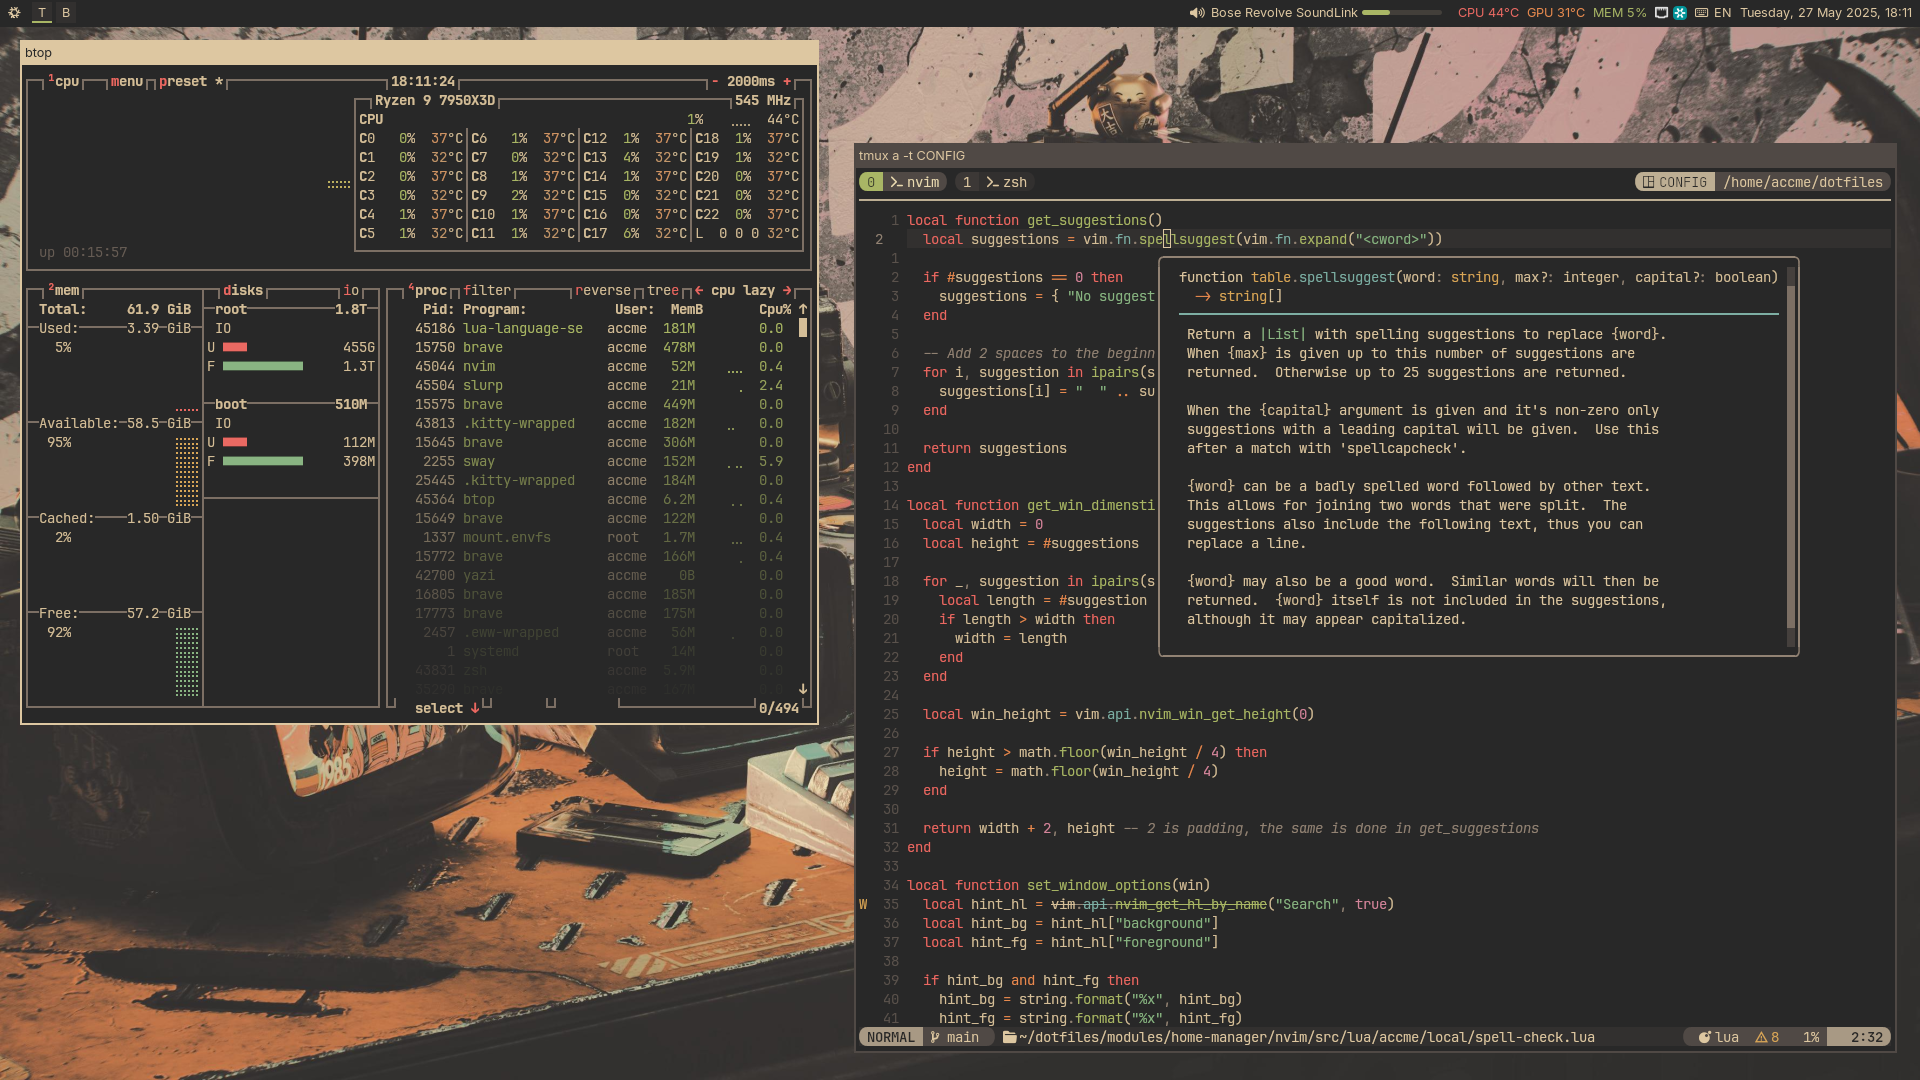 T B
Bose Revolve SoundLink
CPU 44°C GPU 31°C MEM 5% EN Tuesday, 27 May 2025, 18:11
btop
¹cpu menu preset * 18:11:24 - 2000ms +
Ryzen 9 7950X3D 545 MHz
CPU 1% 44°C
C0 0% 37°C C6 1% 37°C C12 1% 37°C C18 1% 37°C
C1 0% 32°C C7 0% 32°C C13 4% 32°C C19 1% 32°C
C2 0% 37°C C8 1% 37°C C14 1% 37°C C20 0% 37°C
C3 0% 32°C C9 2% 32°C C15 0% 32°C C21 0% 32°C
C4 1% 37°C C10 1% 37°C C16 0% 37°C C22 0% 37°C
C5 1% 32°C C11 1% 32°C C17 6% 32°C L 0 0 0 32°C
up 00:15:57
²mem disks io
Total: 61.9 GiB root 1.8T
Used: 3.39 GiB IO
5% U 455G
F 1.3T
boot 510M
Available: 58.5 GiB IO
95% U 112M
F 398M
Cached: 1.50 GiB
2%
Free: 57.2 GiB
92%
⁴proc filter reverse tree ← cpu lazy →
Pid: Program: User: MemB Cpu% ↑
45186 lua-language-se accme 181M 0.0
15750 brave accme 478M 0.0
45044 nvim accme 52M 0.4
45504 slurp accme 21M 2.4
15575 brave accme 449M 0.0
43813 .kitty-wrapped accme 182M 0.0
15645 brave accme 306M 0.0
2255 sway accme 152M 5.9
25445 .kitty-wrapped accme 184M 0.0
45364 btop accme 6.2M 0.4
15649 brave accme 122M 0.0
1337 mount.envfs root 1.7M 0.4
15772 brave accme 166M 0.4
42700 yazi accme 0B 0.0
16805 brave accme 185M 0.0
17773 brave accme 175M 0.0
2457 .eww-wrapped accme 56M 0.0
1 systemd root 14M 0.0
43831 zsh accme 5.9M 0.0
brave accme 0.0
select ↓ 0/494
1985
tmux a -t CONFIG
0 nvim 1 zsh CONFIG /home/accme/dotfiles
1 local function get_suggestions()
2 local suggestions = vim.fn.spellsuggest(vim.fn.expand("<cword>"))
1
2 if #suggestions == 0 then
3 suggestions = { "No suggest
4 end
5
6 -- Add 2 spaces to the beginn
7 for i, suggestion in ipairs(s
8 suggestions[i] = "  " .. su
9 end
10
11 return suggestions
12 end
13
14 local function get_win_dimensti
15 local width = 0
16 local height = #suggestions
17
18 for _, suggestion in ipairs(s
19 local length = #suggestion
20 if length > width then
21 width = length
22 end
23 end
24
25 local win_height = vim.api.nvim_win_get_height(0)
26
27 if height > math.floor(win_height / 4) then
28 height = math.floor(win_height / 4)
29 end
30
31 return width + 2, height -- 2 is padding, the same is done in get_suggestions
32 end
33
34 local function set_window_options(win)
W 35 local hint_hl = vim.api.nvim_get_hl_by_name("Search", true)
36 local hint_bg = hint_hl["background"]
37 local hint_fg = hint_hl["foreground"]
38
39 if hint_bg and hint_fg then
40 hint_bg = string.format("%x", hint_bg)
41 hint_fg = string.format("%x", hint_fg)
function table.spellsuggest(word: string, max?: integer, capital?: boolean)
-> string[]
Return a |List| with spelling suggestions to replace {word}.
When {max} is given up to this number of suggestions are
returned.  Otherwise up to 25 suggestions are returned.
When the {capital} argument is given and it's non-zero only
suggestions with a leading capital will be given.  Use this
after a match with 'spellcapcheck'.
{word} can be a badly spelled word followed by other text.
This allows for joining two words that were split.  The
suggestions also include the following text, thus you can
replace a line.
{word} may also be a good word.  Similar words will then be
returned.  {word} itself is not included in the suggestions,
although it may appear capitalized.
NORMAL main ~/dotfiles/modules/home-manager/nvim/src/lua/accme/local/spell-check.lua lua 8 1% 2:32